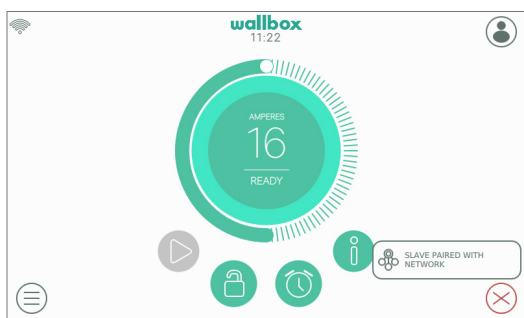 wallbox
11:22
AMPERES
16
READY
SLAVE PAIRED WITH
NETWORK